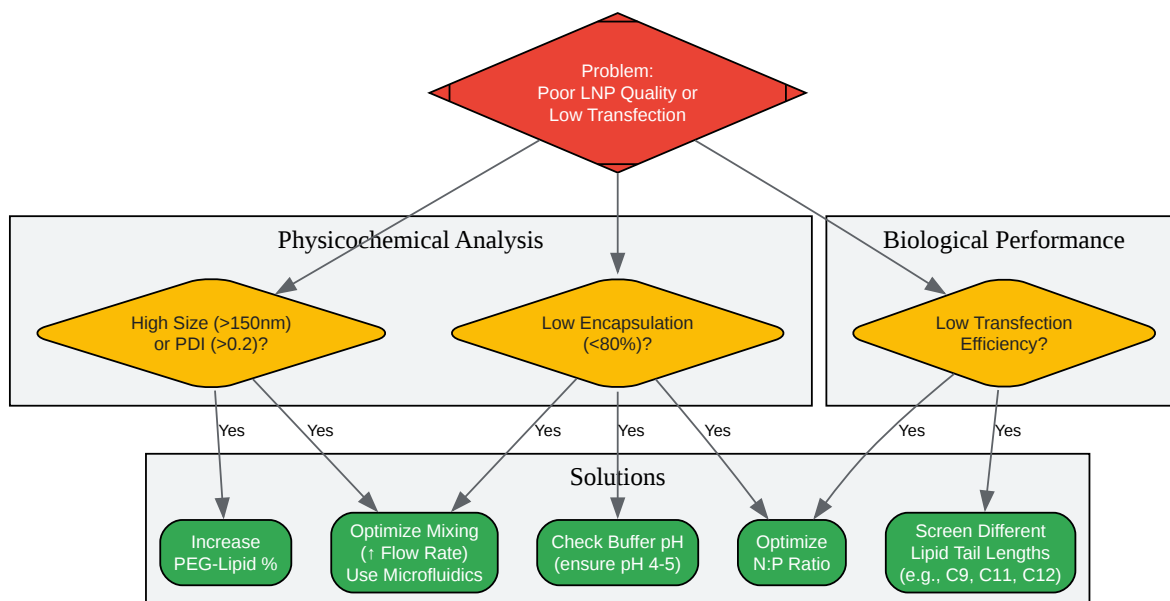 Problem:
Poor LNP Quality or
Low Transfection
Physicochemical Analysis
Biological Performance
High Size (>150nm)
or PDI (>0.2)?
Low Encapsulation
(<80%)?
Low Transfection
Efficiency?
Yes
Yes
Yes
Yes
Yes
Yes
Yes
Solutions
Increase
PEG-Lipid %
Optimize Mixing
(↑ Flow Rate)
Use Microfluidics
Check Buffer pH
(ensure pH 4-5)
Optimize
N:P Ratio
Screen Different
Lipid Tail Lengths
(e.g., C9, C11, C12)